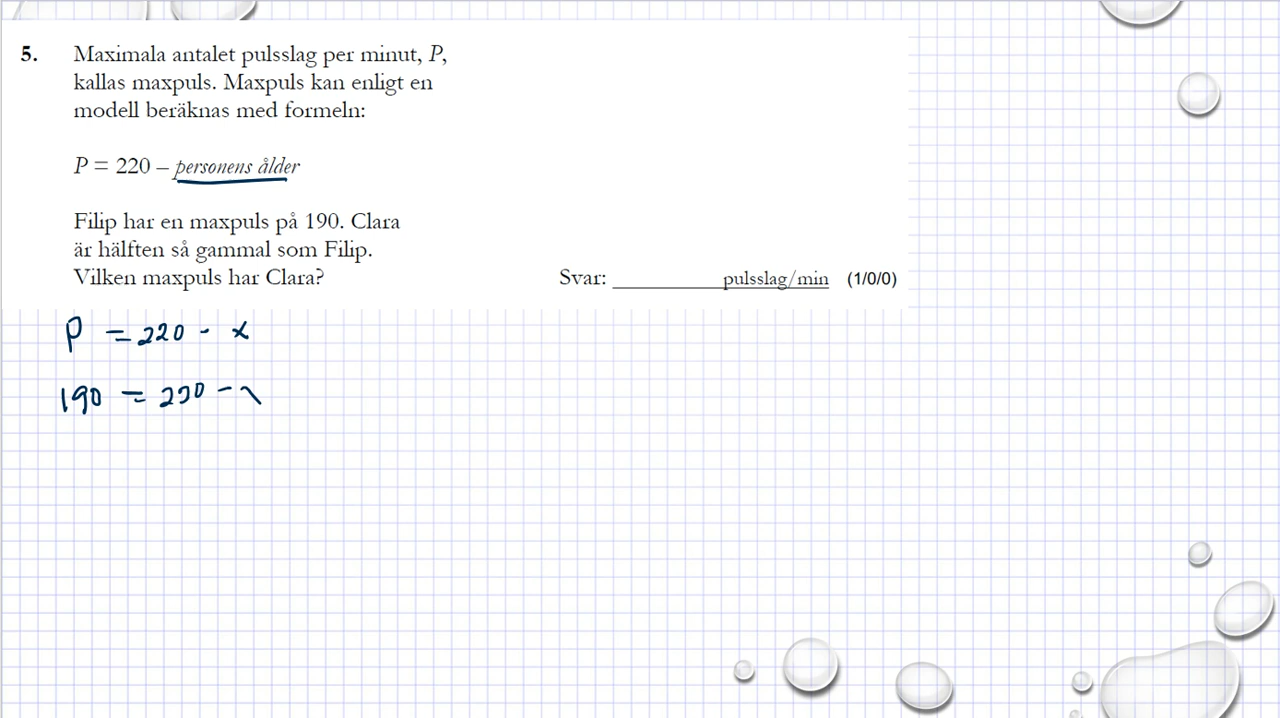 5. Maximala antalet pulsslag per minut, P,
kallas maxpuls. Maxpuls kan enligt en
modell beräknas med formeln:
P = 220 – personens ålder
Filip har en maxpuls på 190. Clara
är hälften så gammal som Filip.
Vilken maxpuls har Clara?
Svar: ____________ pulsslag/min (1/0/0)
P = 220 - x
190 = 220 -